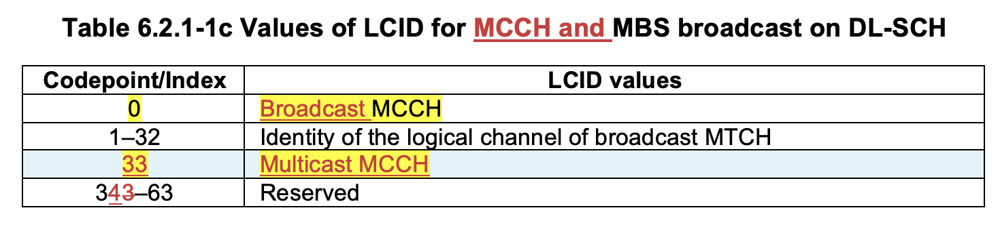 Table 6.2.1-1c Values of LCID for MCCH and MBS broadcast on DL-SCH
Codepoint/Index LCID values
0 Broadcast MCCH
1–32 Identity of the logical channel of broadcast MTCH
33 Multicast MCCH
343–63 Reserved